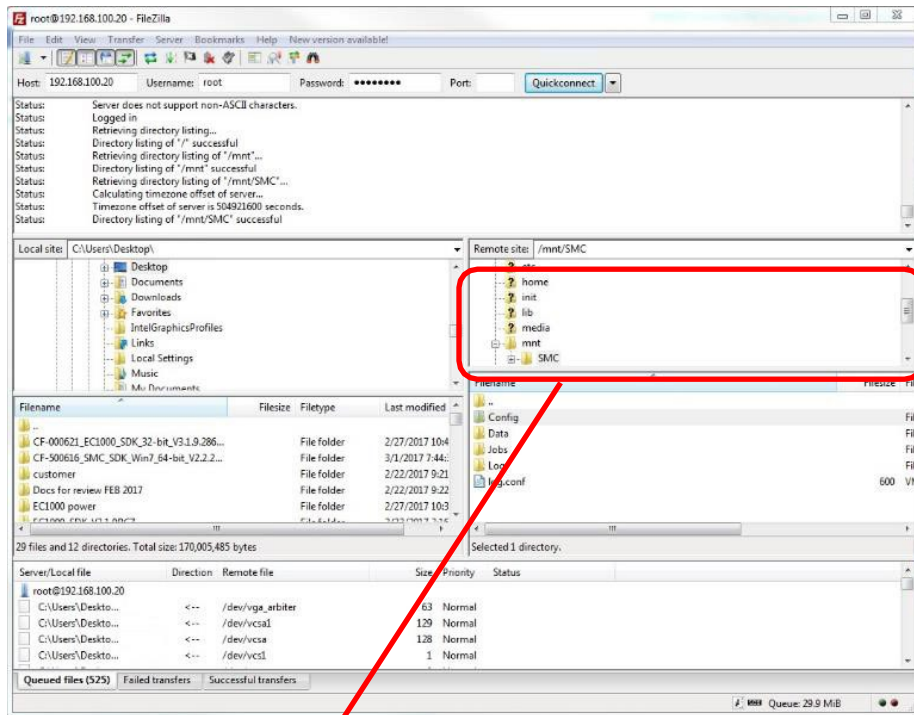 root@192.168.100.20 - FileZilla
File Edit View Transfer Server Bookmarks Help New version available!
Host: 192.168.100.20 Username: root Password: •••••••• Port: Quickconnect
Status: Server does not support non-ASCII characters.
Status: Logged in
Status: Retrieving directory listing...
Status: Directory listing of "/" successful
Status: Retrieving directory listing of "/mnt"...
Status: Directory listing of "/mnt" successful
Status: Retrieving directory listing of "/mnt/SMC"...
Status: Calculating timezone offset of server...
Status: Timezone offset of server is 504921600 seconds.
Status: Directory listing of "/mnt/SMC" successful
Local site: C:\Users\Desktop\
Desktop
Documents
Downloads
Favorites
IntelGraphicsProfiles
Links
Local Settings
Music
My Documents
Remote site: /mnt/SMC
etc
home
init
lib
media
mnt
SMC
Filename Filesize Filetype Last modified
..
CF-000621_EC1000_SDK_32-bit_V3.1.9.286... File folder 2/27/2017 10:4
CF-500616_SMC_SDK_Win7_64-bit_V2.2.2... File folder 3/1/2017 7:44:
customer File folder 2/22/2017 9:21
Docs for review FEB 2017 File folder 2/22/2017 9:22
EC1000 power File folder 2/27/2017 10:3
29 files and 12 directories. Total size: 170,005,485 bytes
Filename Filesize
..
Config Fil
Data Fil
Jobs Fil
Fil
log.conf 600 VM
Selected 1 directory.
Server/Local file Direction Remote file Size Priority Status
root@192.168.100.20
C:\Users\Deskto... <-- /dev/vga_arbiter 63 Normal
C:\Users\Deskto... <-- /dev/vcsa1 129 Normal
C:\Users\Deskto... <-- /dev/vcsa 128 Normal
C:\Users\Deskto... <-- /dev/vcs1 1 Normal
Queued files (525) Failed transfers Successful transfers
Queue: 29.9 MiB